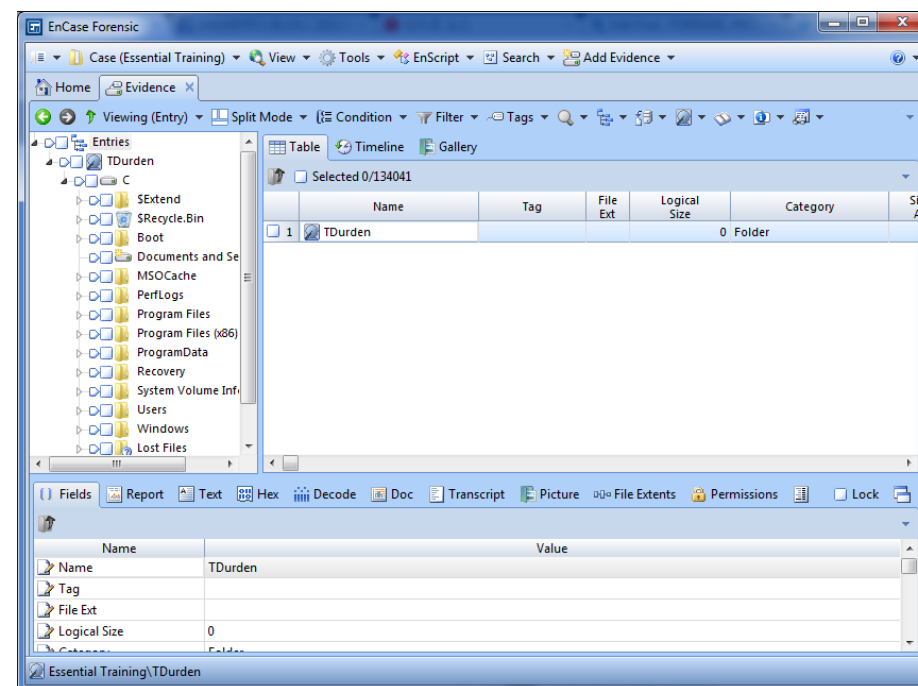 EnCase Forensic
Case (Essential Training) View Tools EnScript Search Add Evidence
Home Evidence
Viewing (Entry) Split Mode Condition Filter Tags
Entries
TDurden
C
$Extend
$Recycle.Bin
Boot
Documents and Se
MSOCache
PerfLogs
Program Files
Program Files (x86)
ProgramData
Recovery
System Volume Inf
Users
Windows
Lost Files
Table Timeline Gallery
Selected 0/134041
Name Tag File Ext Logical Size Category
1 TDurden 0 Folder
Fields Report Text Hex Decode Doc Transcript Picture File Extents Permissions Lock
Name Value
Name TDurden
Tag
File Ext
Logical Size 0
Essential Training\TDurden